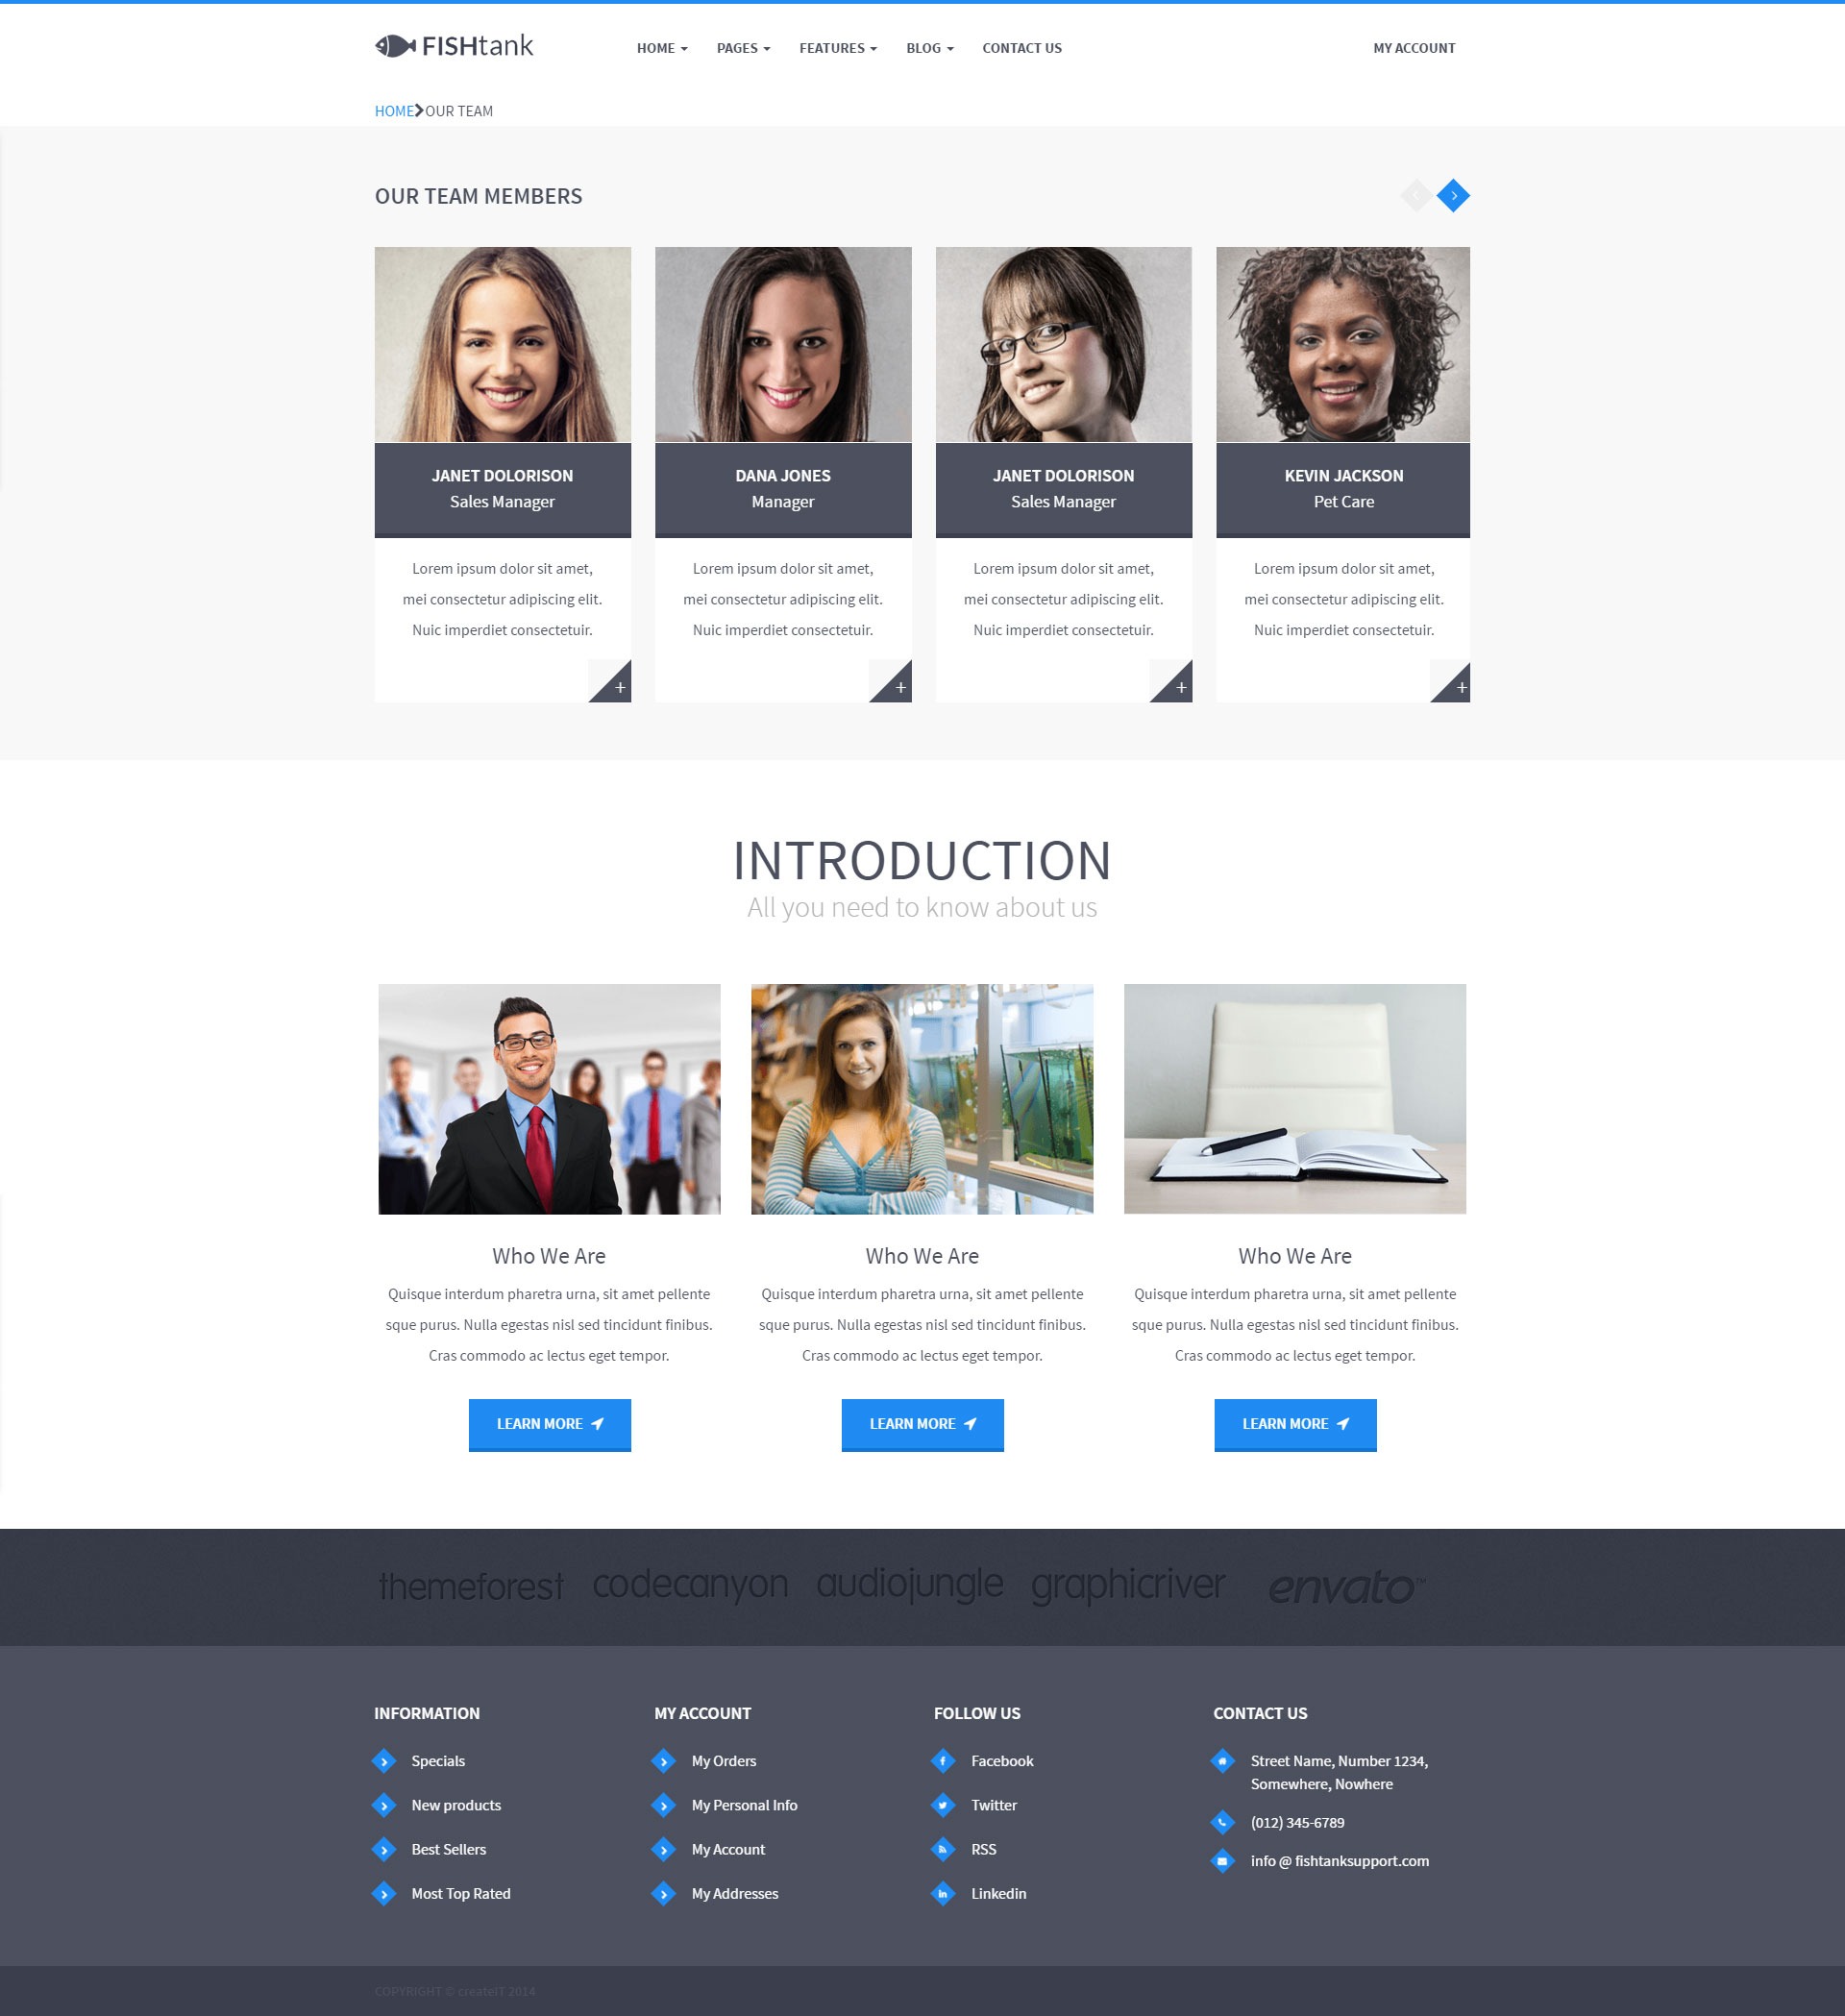 FISHtank
HOME PAGES FEATURES BLOG CONTACT US MY ACCOUNT
HOME OUR TEAM
OUR TEAM MEMBERS
JANET DOLORISON
Sales Manager
Lorem ipsum dolor sit amet,
mei consectetur adipiscing elit.
Nuic imperdiet consectetuir.
+
DANA JONES
Manager
Lorem ipsum dolor sit amet,
mei consectetur adipiscing elit.
Nuic imperdiet consectetuir.
+
JANET DOLORISON
Sales Manager
Lorem ipsum dolor sit amet,
mei consectetur adipiscing elit.
Nuic imperdiet consectetuir.
+
KEVIN JACKSON
Pet Care
Lorem ipsum dolor sit amet,
mei consectetur adipiscing elit.
Nuic imperdiet consectetuir.
+
INTRODUCTION
All you need to know about us
Who We Are
Quisque interdum pharetra urna, sit amet pellente
sque purus. Nulla egestas nisl sed tincidunt finibus.
Cras commodo ac lectus eget tempor.
LEARN MORE
Who We Are
Quisque interdum pharetra urna, sit amet pellente
sque purus. Nulla egestas nisl sed tincidunt finibus.
Cras commodo ac lectus eget tempor.
LEARN MORE
Who We Are
Quisque interdum pharetra urna, sit amet pellente
sque purus. Nulla egestas nisl sed tincidunt finibus.
Cras commodo ac lectus eget tempor.
LEARN MORE
themeforest codecanyon audiojungle graphicriver envato™
INFORMATION
Specials
New products
Best Sellers
Most Top Rated
MY ACCOUNT
My Orders
My Personal Info
My Account
My Addresses
FOLLOW US
Facebook
Twitter
RSS
Linkedin
CONTACT US
Street Name, Number 1234,
Somewhere, Nowhere
(012) 345-6789
info @ fishtanksupport.com
COPYRIGHT © createIT 2014